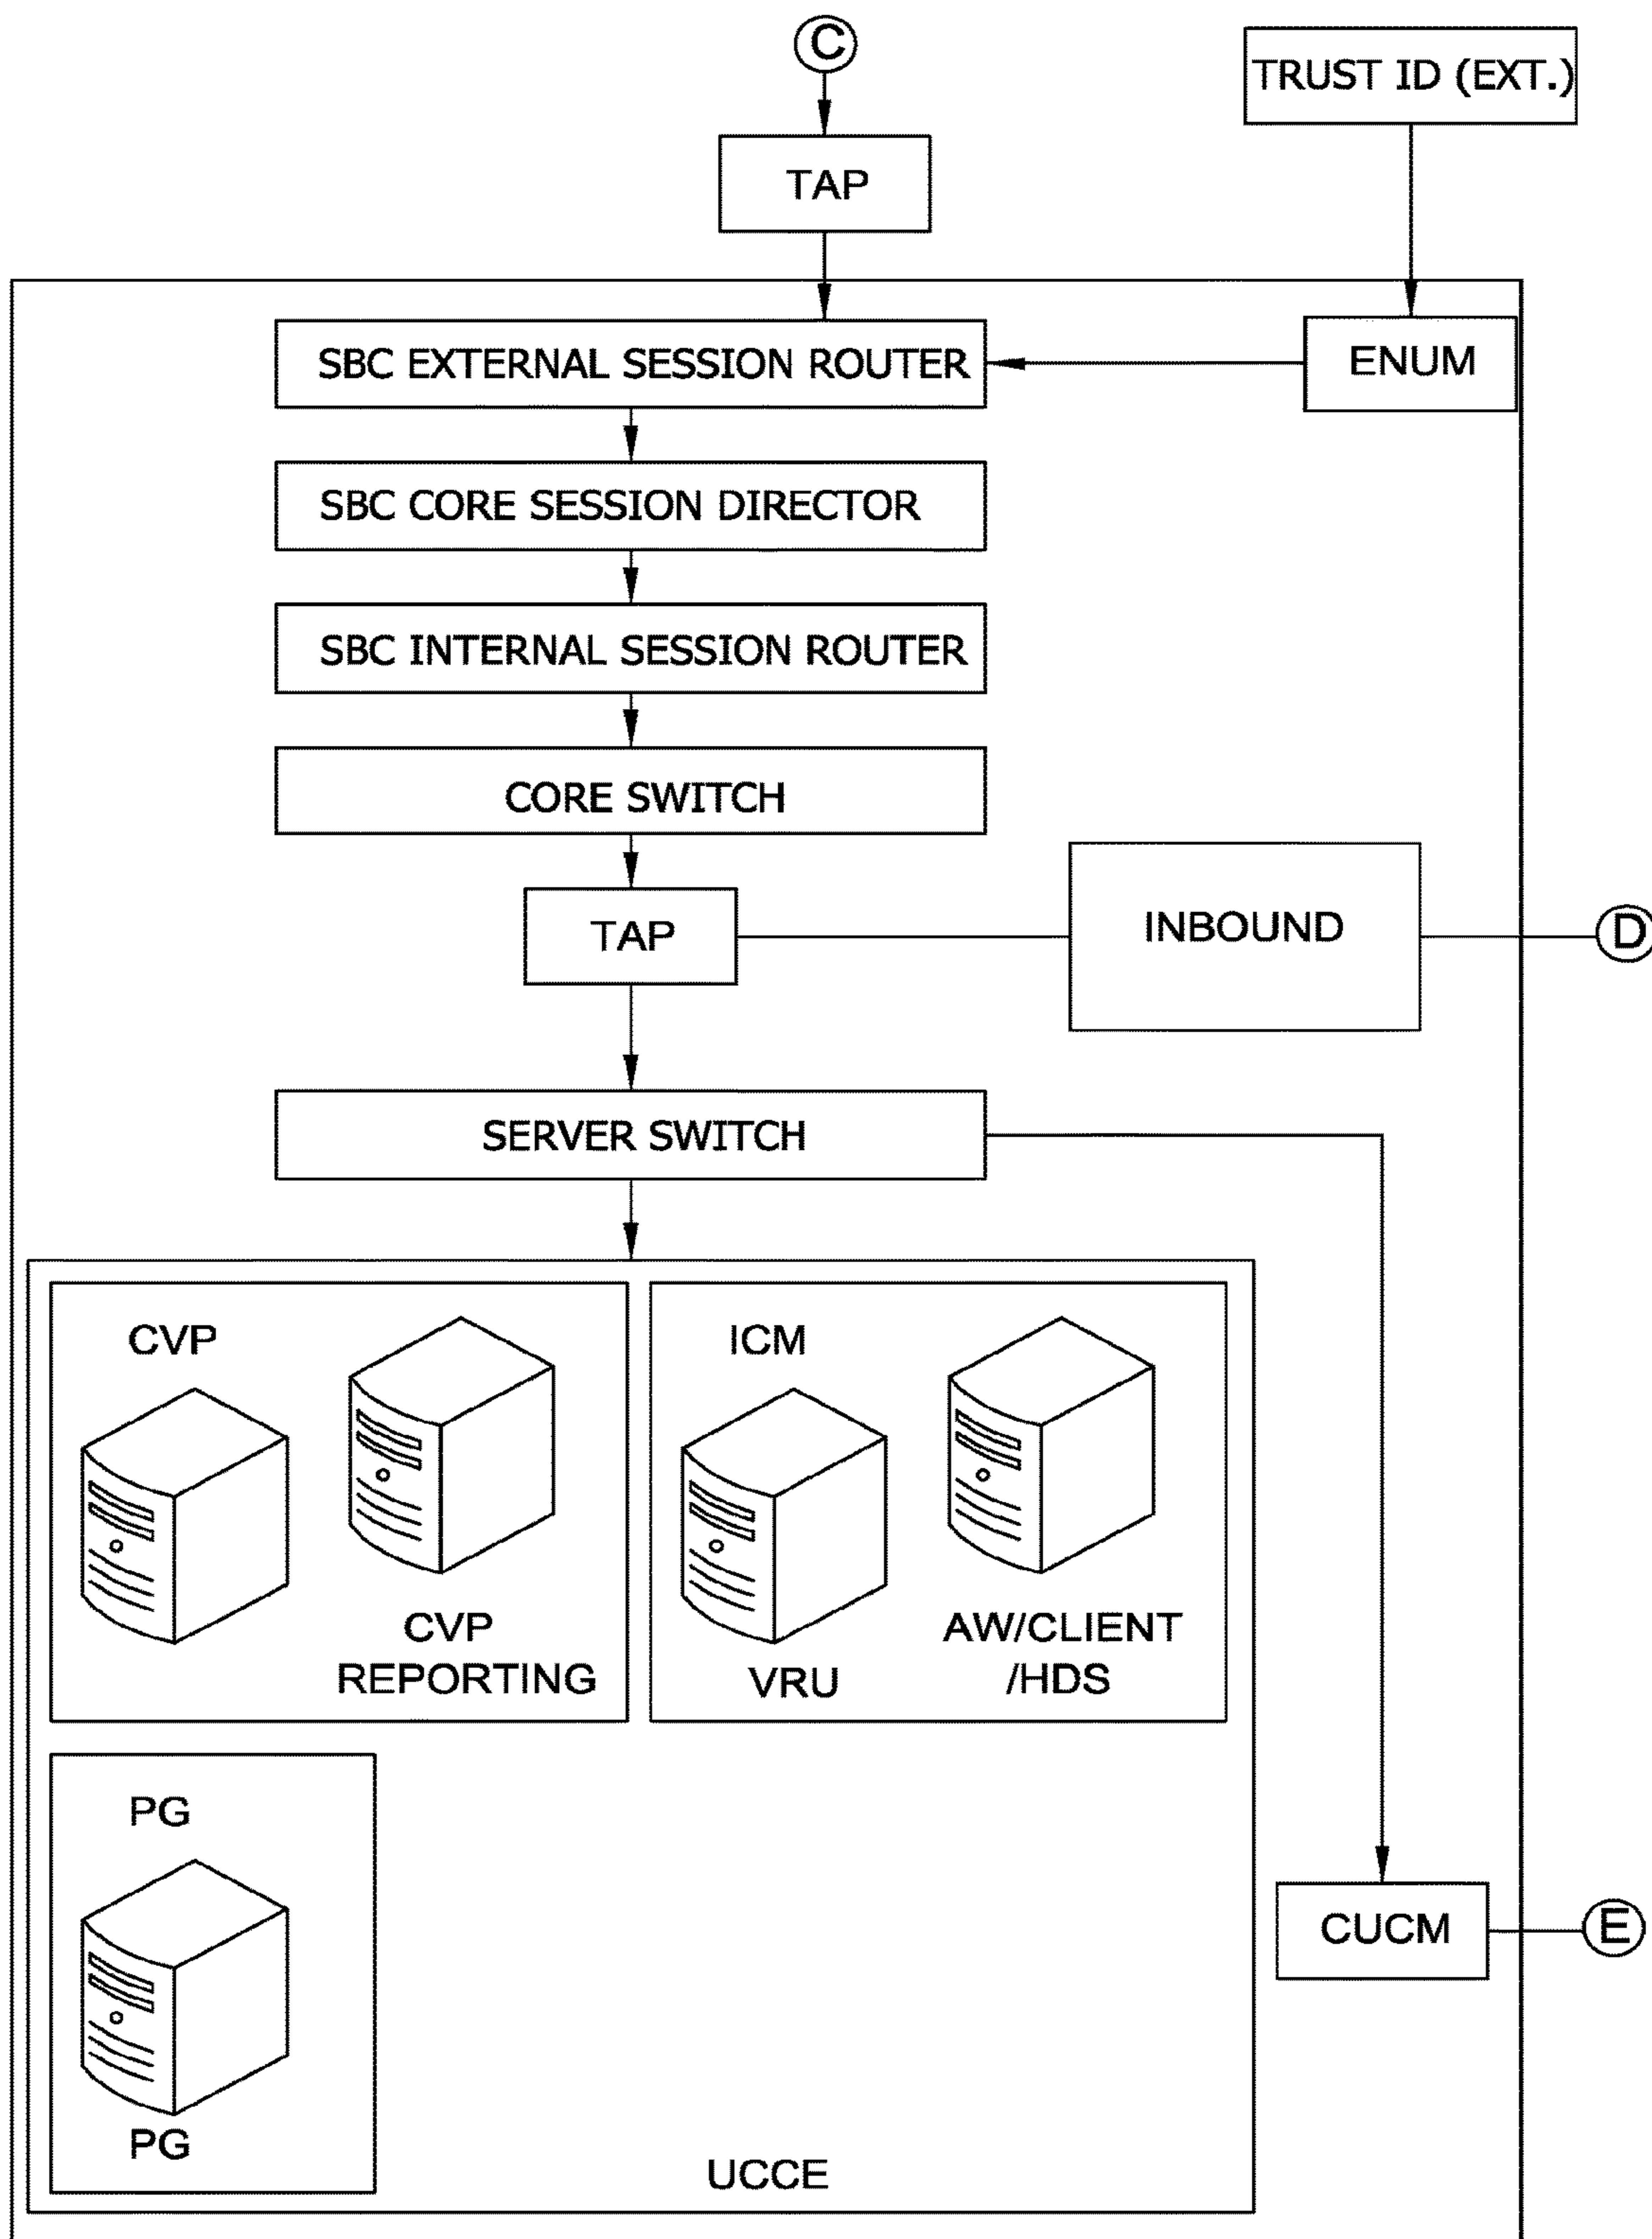 C
TRUST ID (EXT.)
TAP
SBC EXTERNAL SESSION ROUTER
ENUM
SBC CORE SESSION DIRECTOR
SBC INTERNAL SESSION ROUTER
CORE SWITCH
TAP
INBOUND
D
SERVER SWITCH
CVP
CVP
REPORTING
ICM
VRU
AW/CLIENT
/HDS
PG
PG
UCCE
CUCM
E